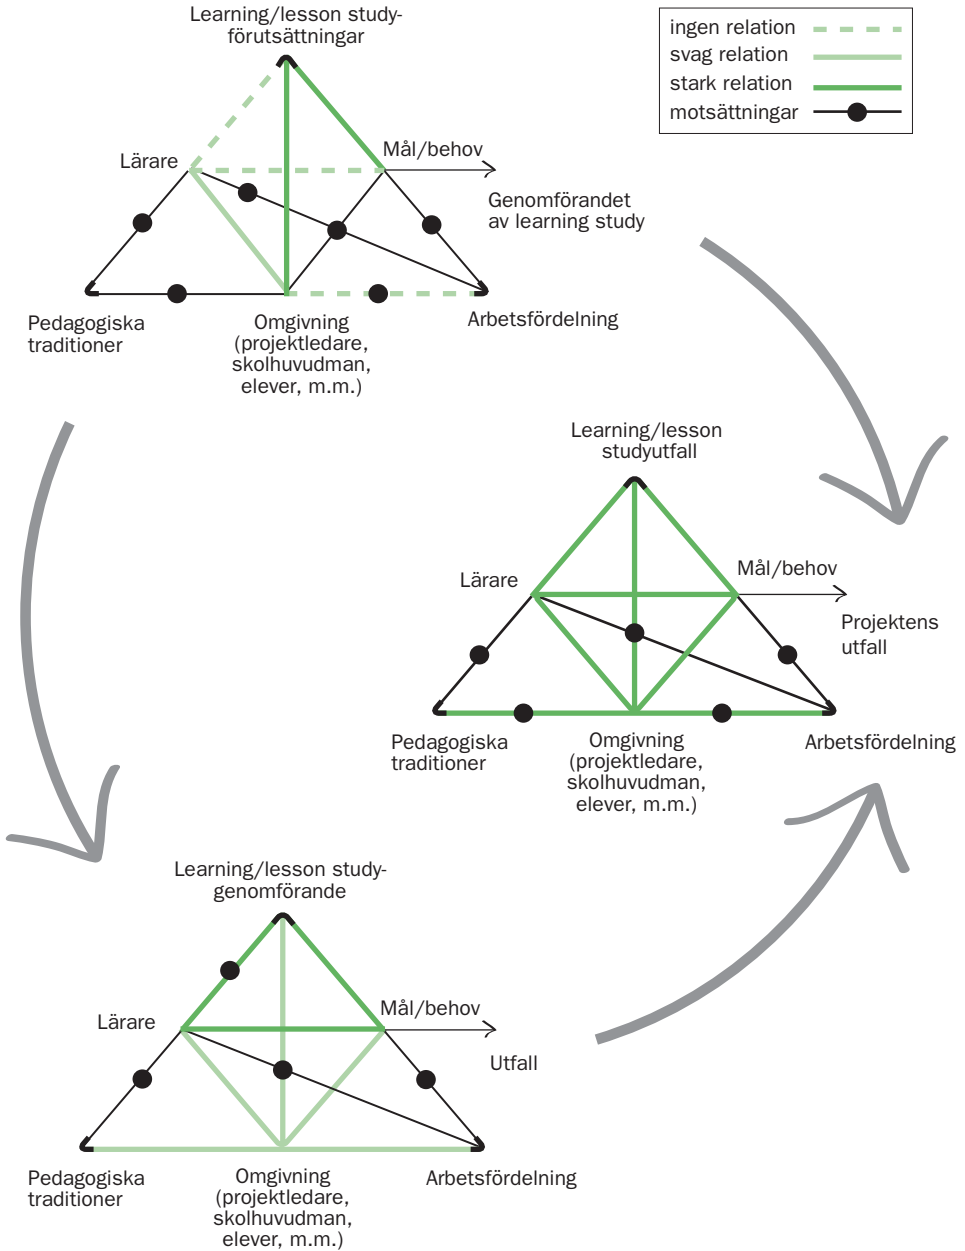 Learning/lesson study-
förutsättningar
ingen relation
svag relation
stark relation
motsättningar
Lärare
Mål/behov
Genomförandet
av learning study
Pedagogiska
traditioner
Omgivning
(projektledare,
skolhuvudman,
elever, m.m.)
Arbetsfördelning
Learning/lesson
studyutfall
Lärare
Mål/behov
Projektens
utfall
Pedagogiska
traditioner
Omgivning
(projektledare,
skolhuvudman,
elever, m.m.)
Arbetsfördelning
Learning/lesson study-
genomförande
Lärare
Mål/behov
Utfall
Pedagogiska
traditioner
Omgivning
(projektledare,
skolhuvudman,
elever, m.m.)
Arbetsfördelning